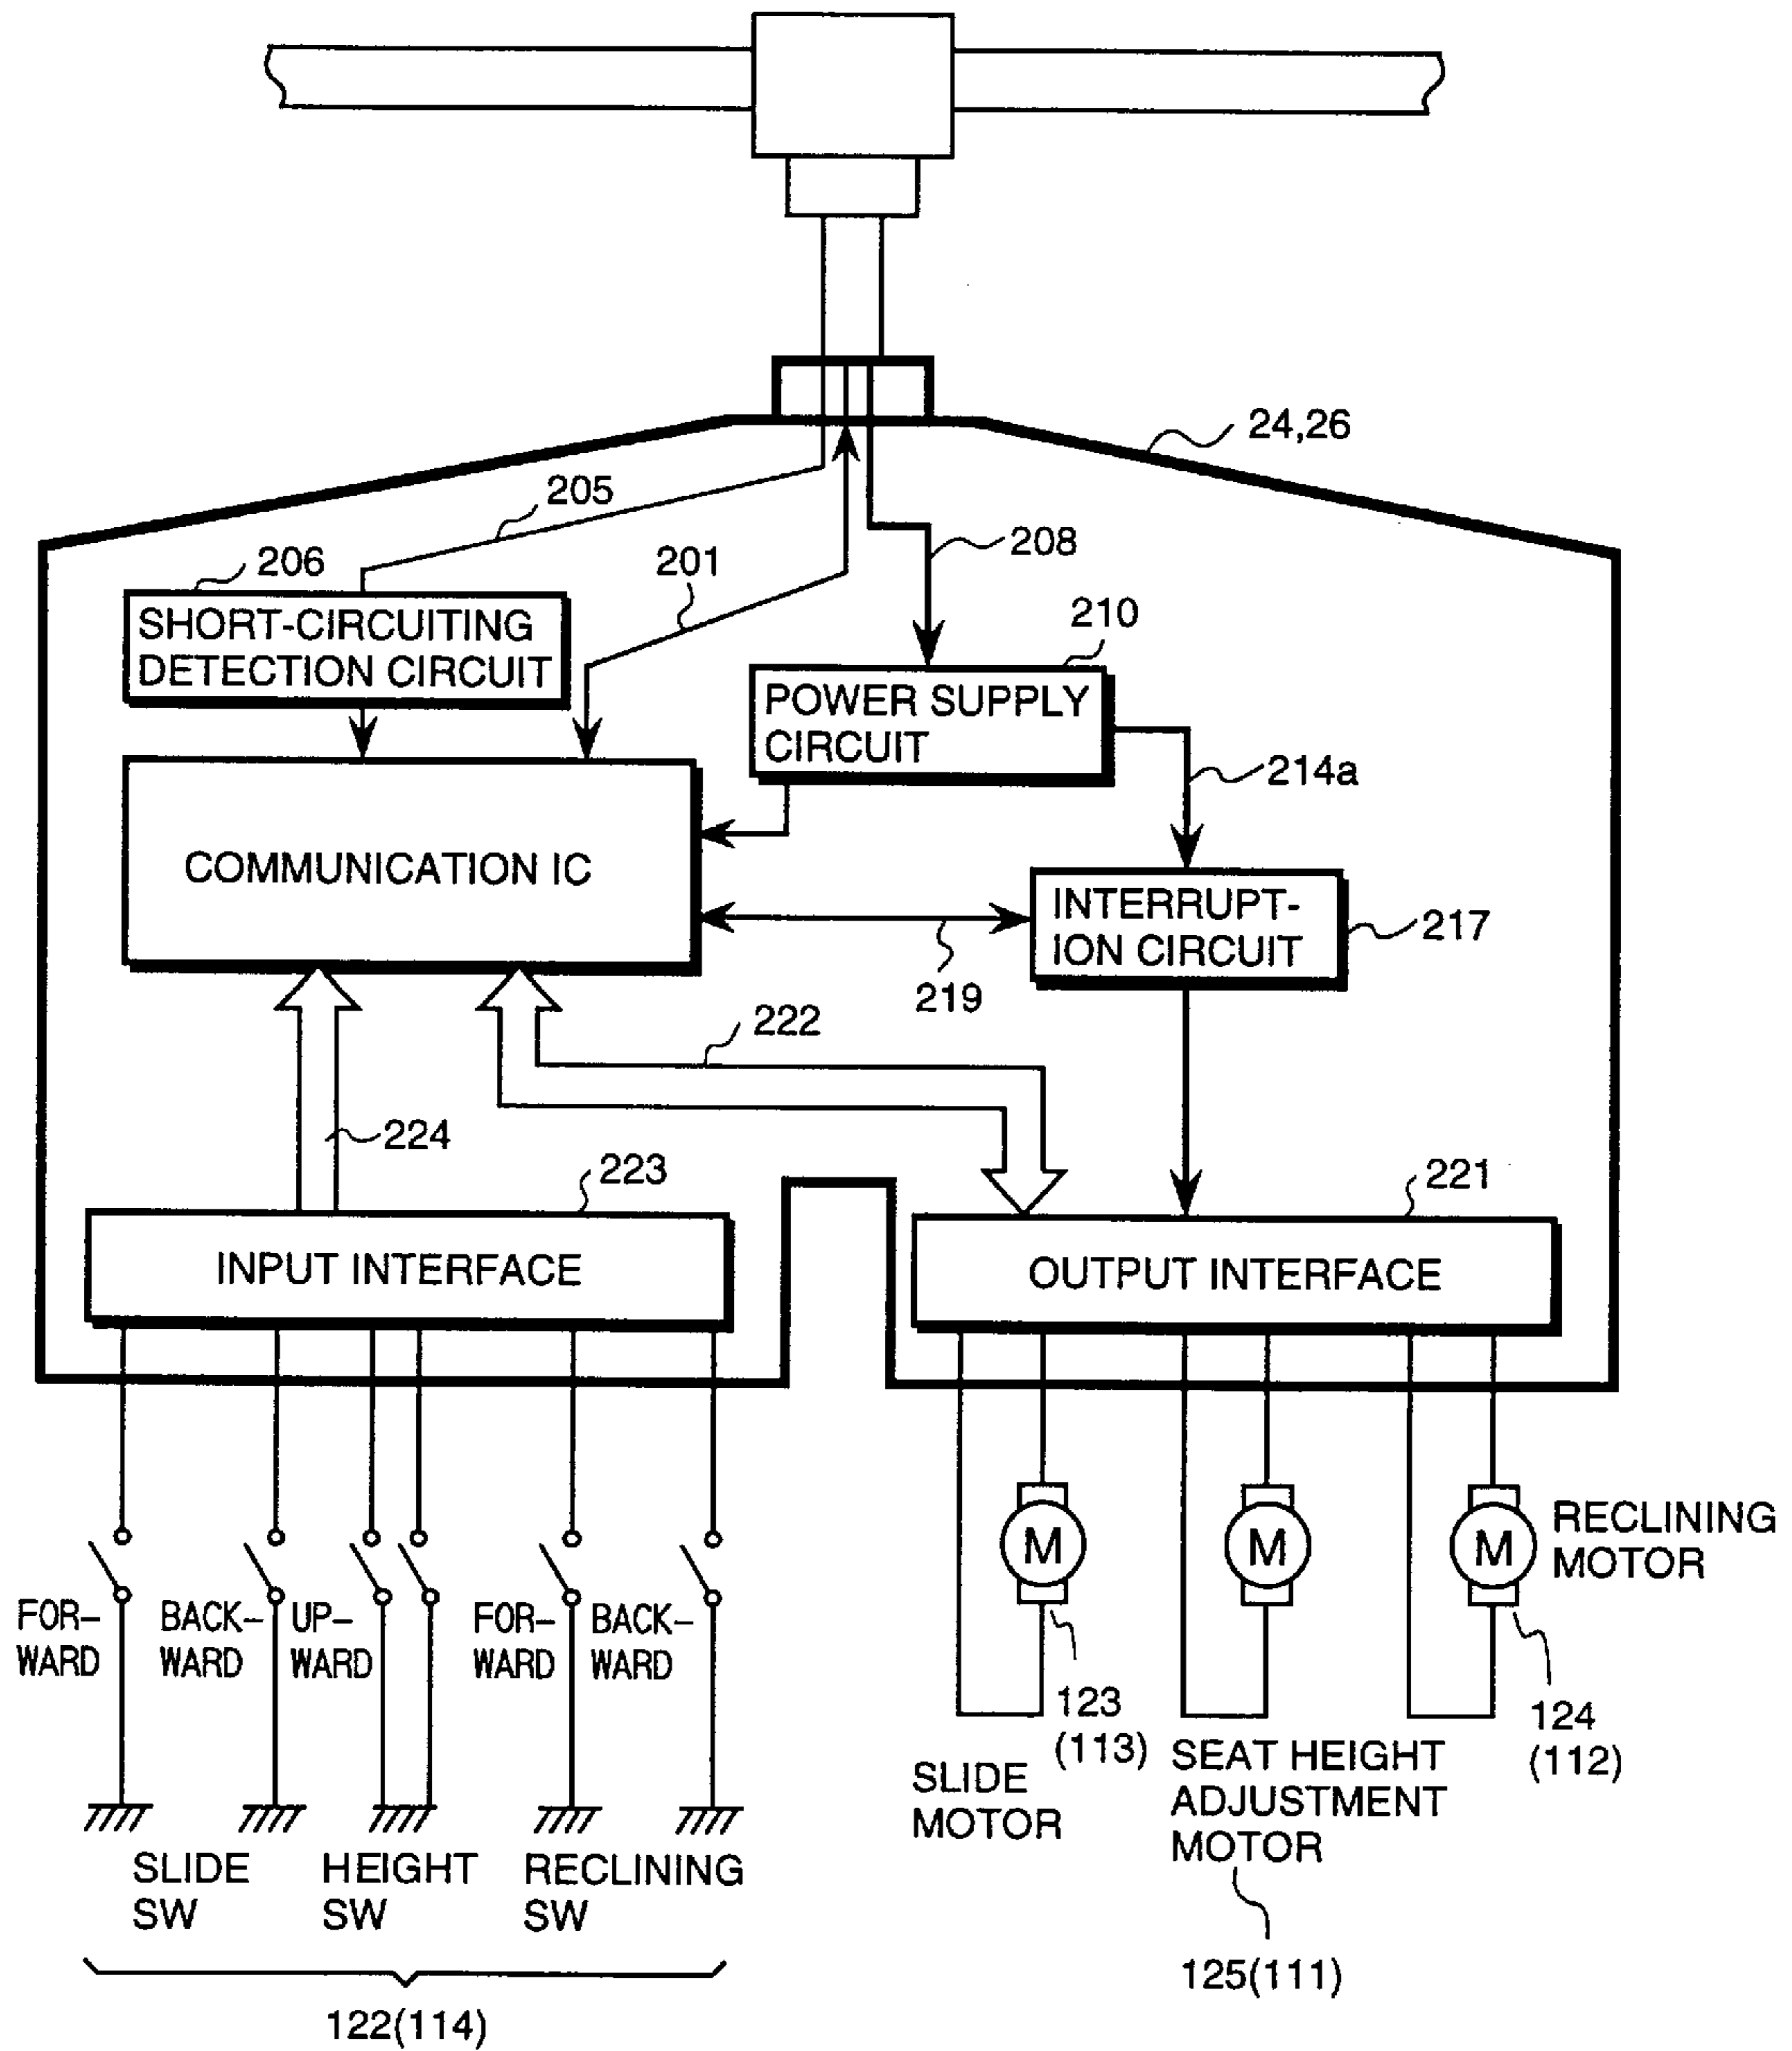 24,26
205
206
201
208
210
SHORT-CIRCUITING
DETECTION CIRCUIT
POWER SUPPLY
CIRCUIT
214a
COMMUNICATION IC
INTERRUPT-
ION CIRCUIT
217
219
222
224
223
221
INPUT INTERFACE
OUTPUT INTERFACE
M
M
M
RECLINING
MOTOR
FOR-
WARD
BACK-
WARD
UP-
WARD
FOR-
WARD
BACK-
WARD
123
(113)
124
(112)
SLIDE
MOTOR
SEAT HEIGHT
ADJUSTMENT
MOTOR
SLIDE
SW
HEIGHT
SW
RECLINING
SW
125(111)
122(114)